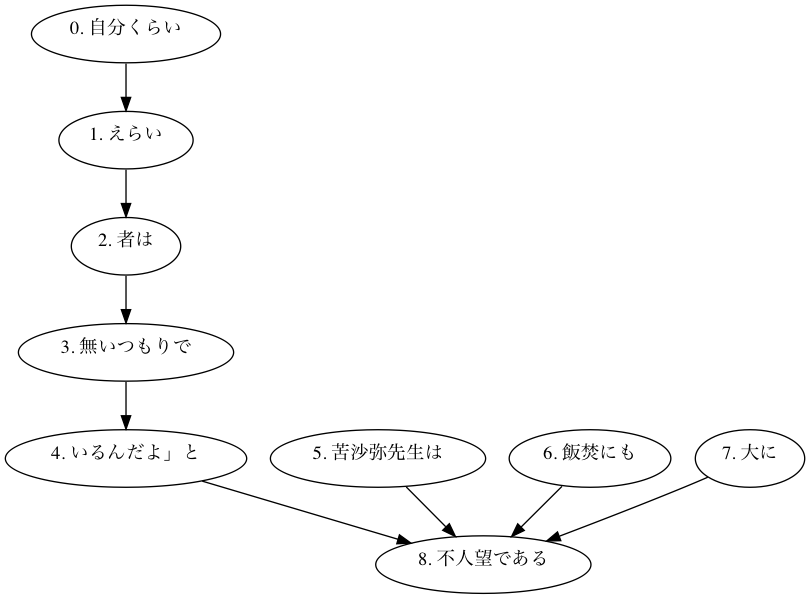 0. 自分くらい
1. えらい
2. 者は
3. 無いつもりで
4. いるんだよ」と
5. 苦沙弥先生は
6. 飯焚にも
7. 大に
8. 不人望である